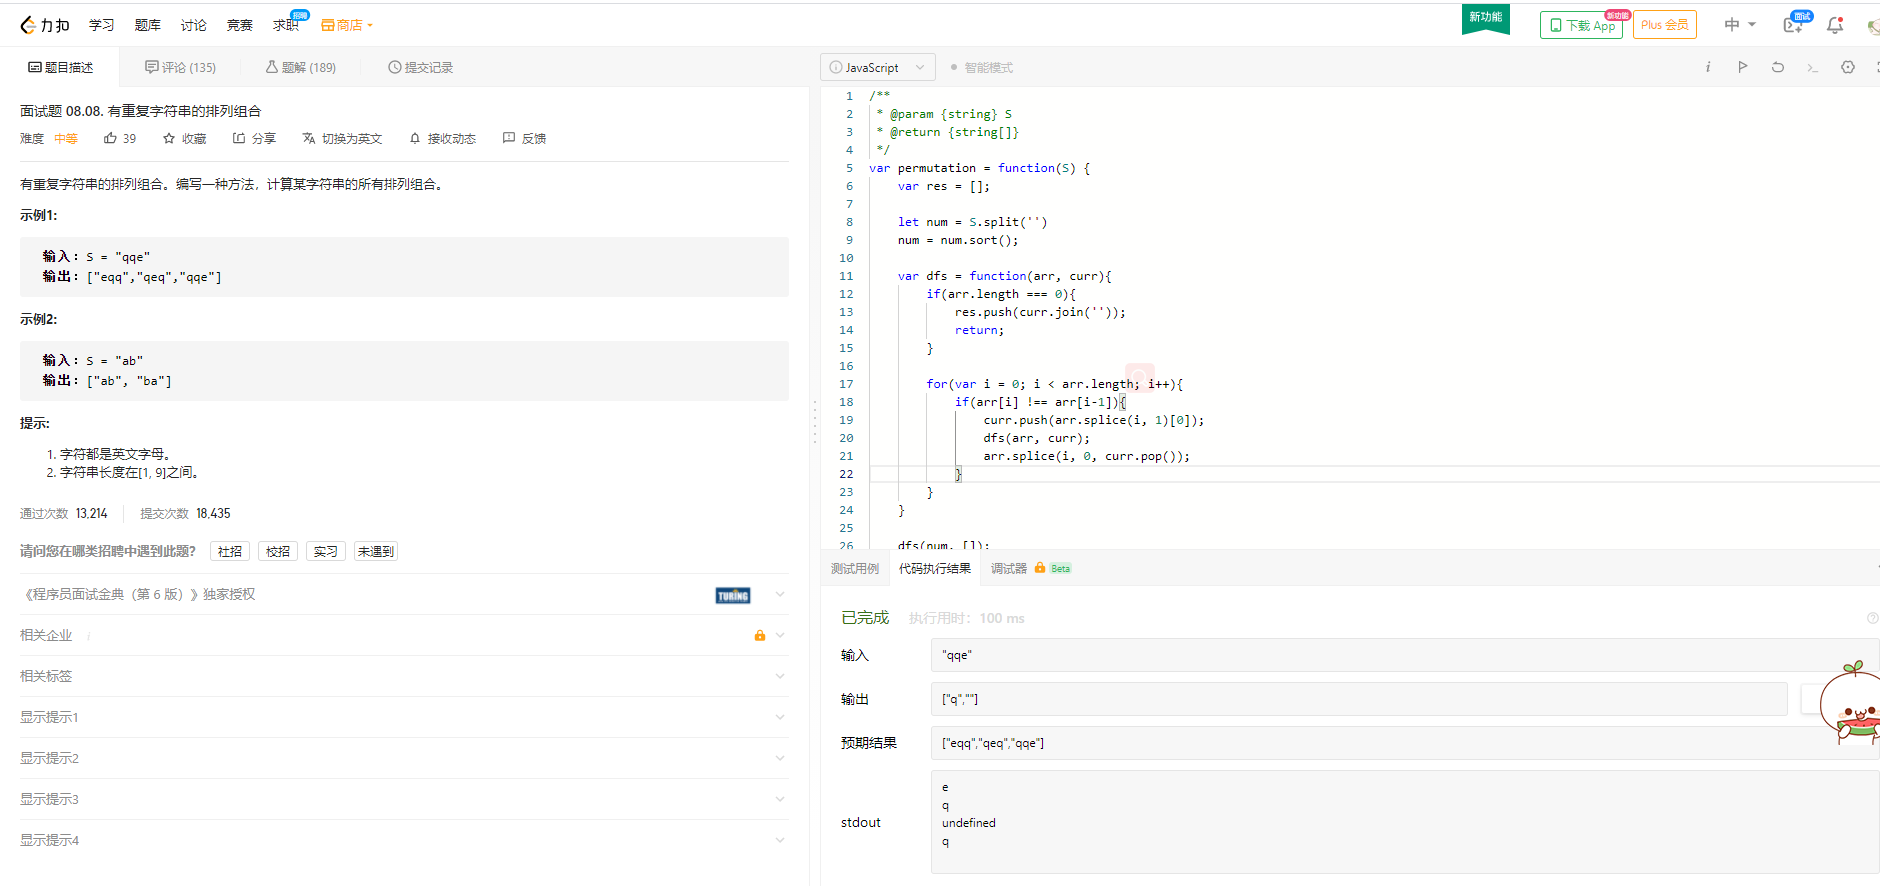 力扣 学习 题库 讨论 竞赛 求职 招聘 商店 新功能 下载 App 新功能 Plus 会员 中 面试
题目描述 评论 (135) 题解 (189) 提交记录
面试题 08.08. 有重复字符串的排列组合
难度 中等 39 收藏 分享 切换为英文 接收动态 反馈
有重复字符串的排列组合。编写一种方法，计算某字符串的所有排列组合。
示例1:
输入：S = "qqe"
输出：["eqq","qeq","qqe"]
示例2:
输入：S = "ab"
输出：["ab", "ba"]
提示:
1. 字符都是英文字母。
2. 字符串长度在[1, 9]之间。
通过次数 13,214 提交次数 18,435
请问您在哪类招聘中遇到此题？ 社招 校招 实习 未遇到
《程序员面试金典（第 6 版）》独家授权 TURING
相关企业 i
相关标签
显示提示1
显示提示2
显示提示3
显示提示4
i JavaScript 智能模式 i
1 /**
2 * @param {string} S
3 * @return {string[]}
4 */
5 var permutation = function(S) {
6 var res = [];
7
8 let num = S.split('')
9 num = num.sort();
10
11 var dfs = function(arr, curr){
12 if(arr.length === 0){
13 res.push(curr.join(''));
14 return;
15 }
16
17 for(var i = 0; i < arr.length; i++){
18 if(arr[i] !== arr[i-1]){
19 curr.push(arr.splice(i, 1)[0]);
20 dfs(arr, curr);
21 arr.splice(i, 0, curr.pop());
22 }
23 }
24 }
25
26 dfs(num, []);
测试用例 代码执行结果 调试器 Beta
已完成 执行用时：100 ms
输入 "qqe"
输出 ["q",""]
预期结果 ["eqq","qeq","qqe"]
stdout
e
q
undefined
q